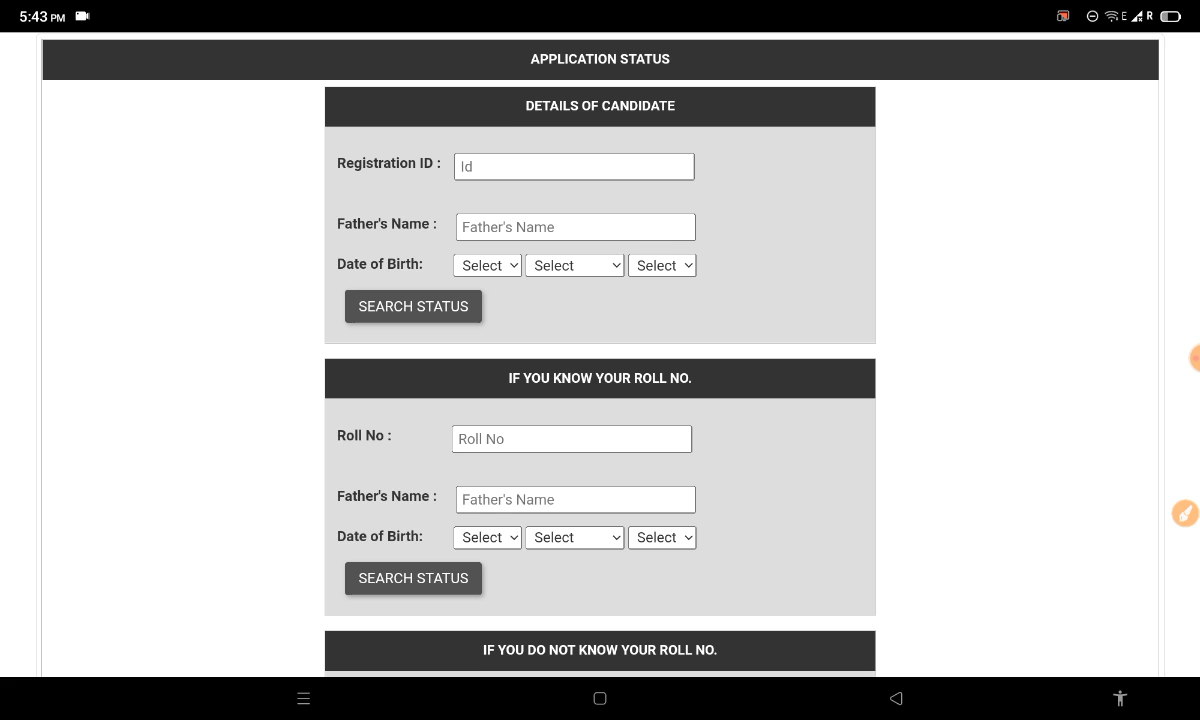 5:43 PM
E R
APPLICATION STATUS
DETAILS OF CANDIDATE
Registration ID : Id
Father's Name : Father's Name
Date of Birth: Select Select Select
SEARCH STATUS
IF YOU KNOW YOUR ROLL NO.
Roll No : Roll No
Father's Name : Father's Name
Date of Birth: Select Select Select
SEARCH STATUS
IF YOU DO NOT KNOW YOUR ROLL NO.